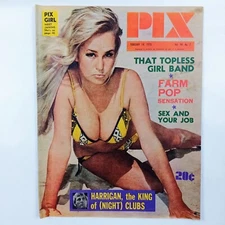 PIX
GIRL
PIX
THAT TOPLESS
GIRL BAND
FARM
POP
SENSATION
SEX AND
YOUR JOB
20c
HARRIGAN, the KING
of (NIGHT) CLUBS